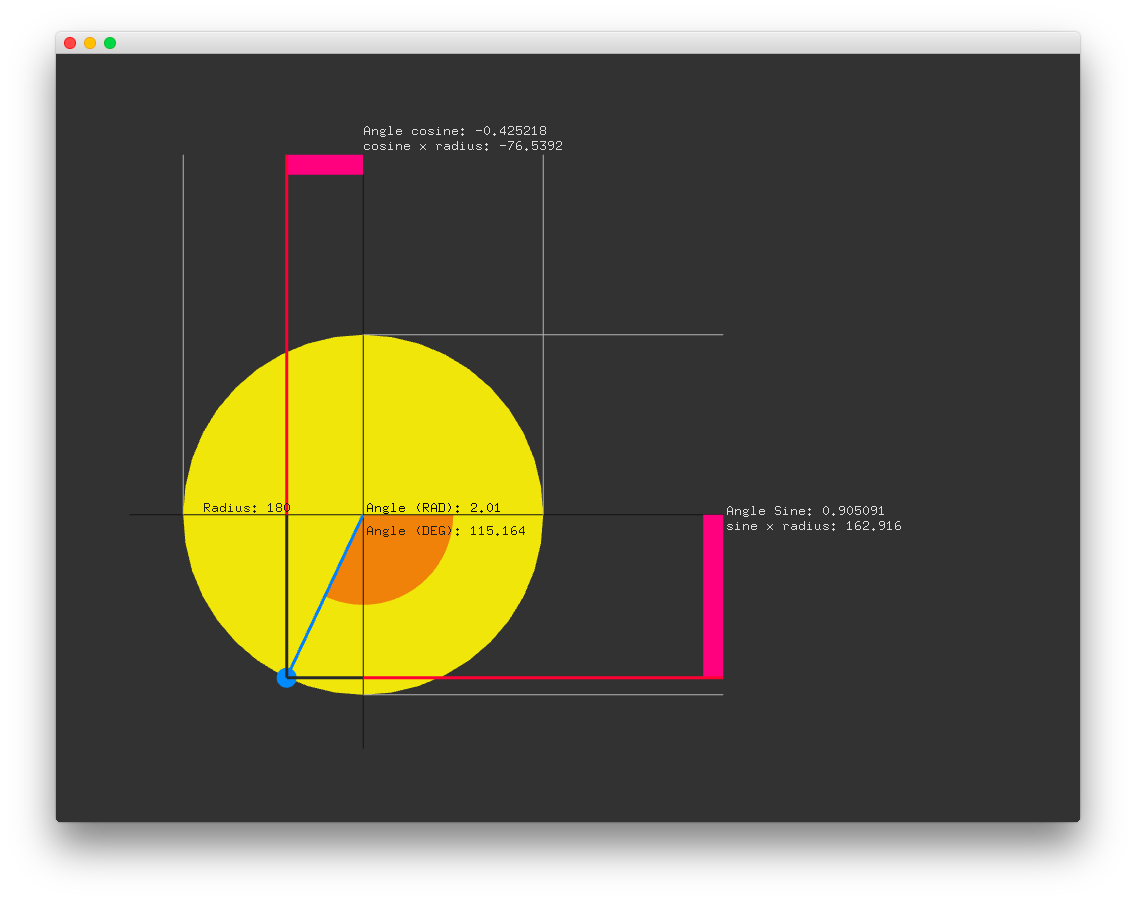 Angle cosine: -0.425218
cosine x radius: -76.5392
Radius: 180
Angle (RAD): 2.01
Angle (DEG): 115.164
Angle Sine: 0.905091
sine x radius: 162.916